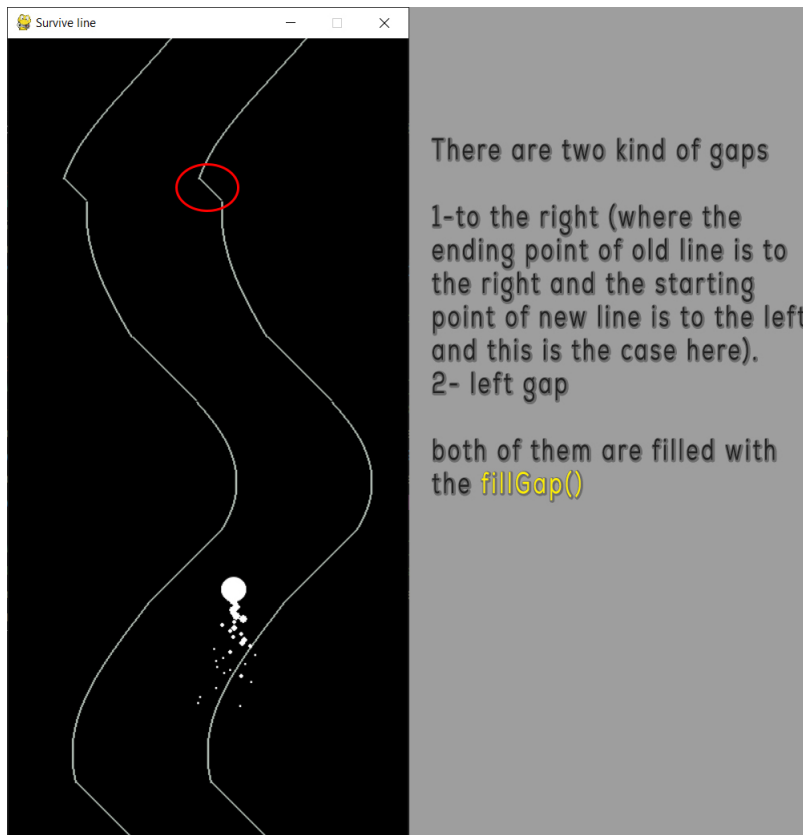 Survive line
There are two kind of gaps
1-to the right (where the
ending point of old line is to
the right and the starting
point of new line is to the left
and this is the case here).
2- left gap
both of them are filled with
the fillGap()